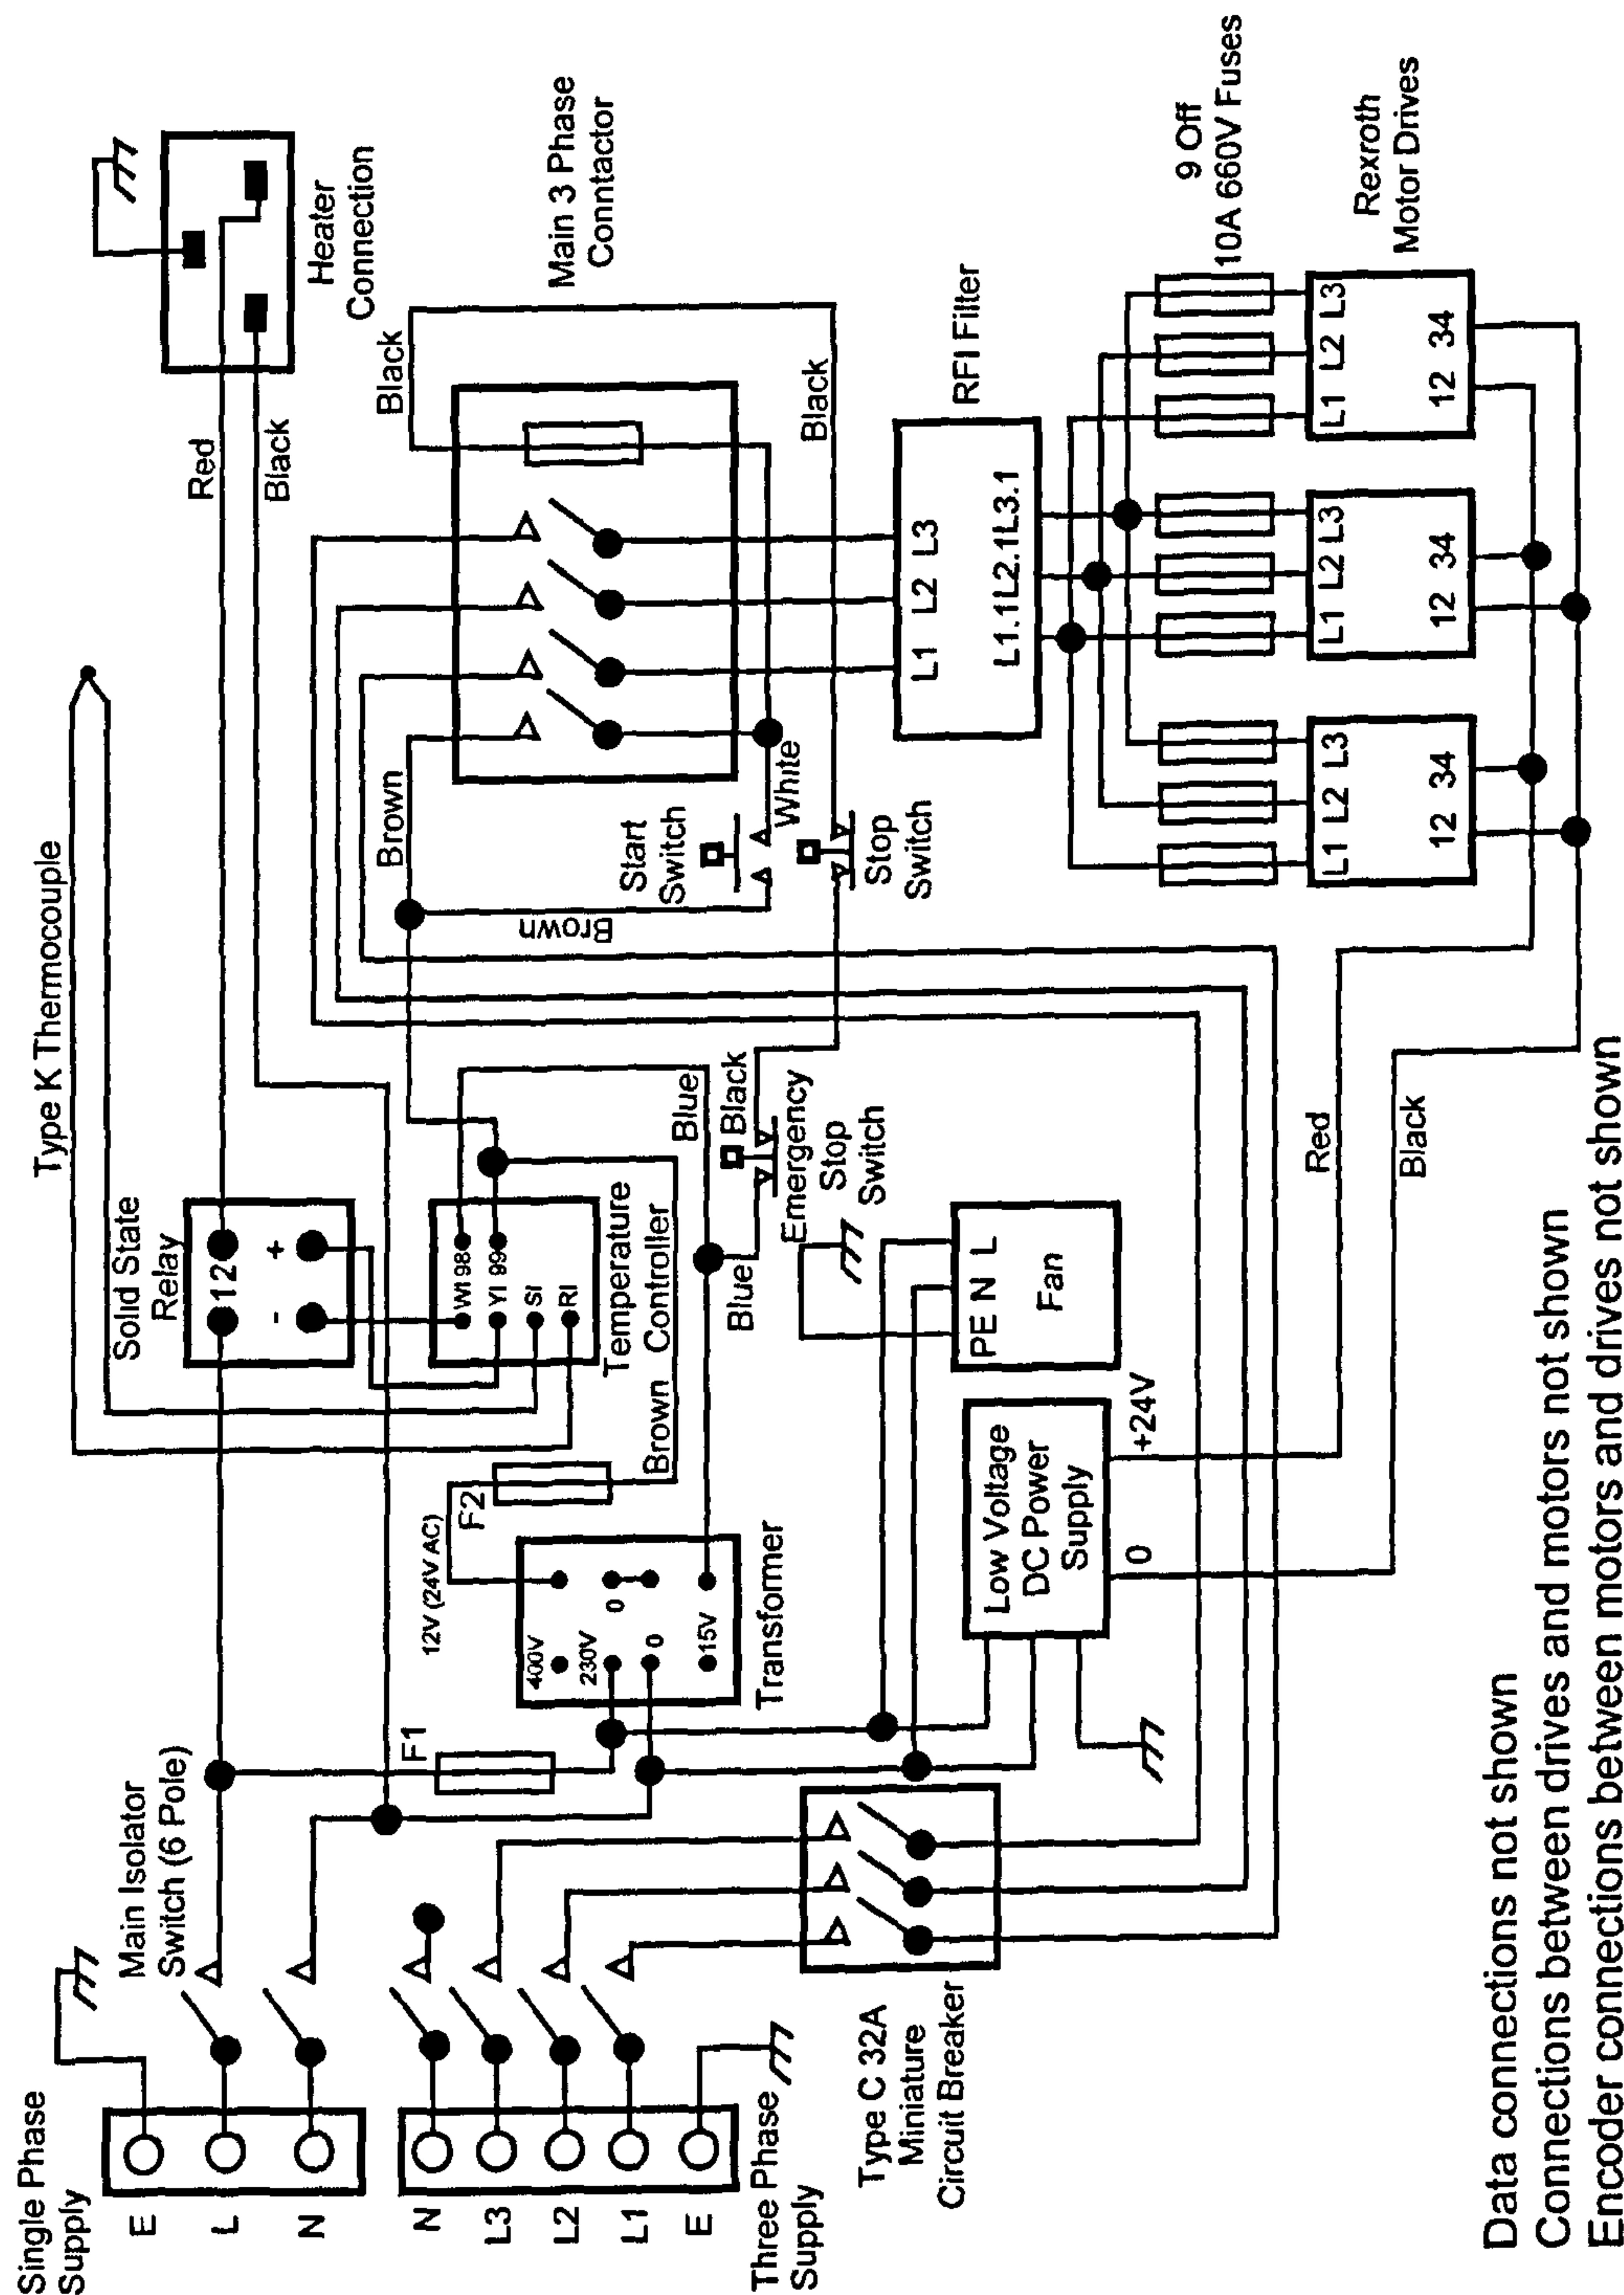 Single Phase
Supply
E
L
N
Main Isolator
Switch (6 Pole)
N
L3
L2
L1
E
Three Phase
Supply
Type C 32A
Miniature
Circuit Breaker
F1
400V
230V
0
15V
0
Transfomer
12V (24V AC)
F2
Brown
Solid State
Relay
1 2
- +
WI 98
YI 99
SI
RI
Temperature
Controller
Type K Thermocouple
Red
Black
Heater
Connection
Blue
Blue
Black
Emergency
Stop
Switch
Brown
Brown
Start
Switch
White
Stop
Switch
Black
Black
Main 3 Phase
Conntactor
L1 L2 L3
L1.1L2.1L3.1
RFI Filter
9 Off
10A 660V Fuses
L1 L2 L3
12 34
L1 L2 L3
12 34
L1 L2 L3
12 34
Rexroth
Motor Drives
PE N L
Fan
Low Voltage
DC Power
Supply
0
+24V
Red
Black
Data connections not shown
Connections between drives and motors not shown
Encoder connections between motors and drives not shown